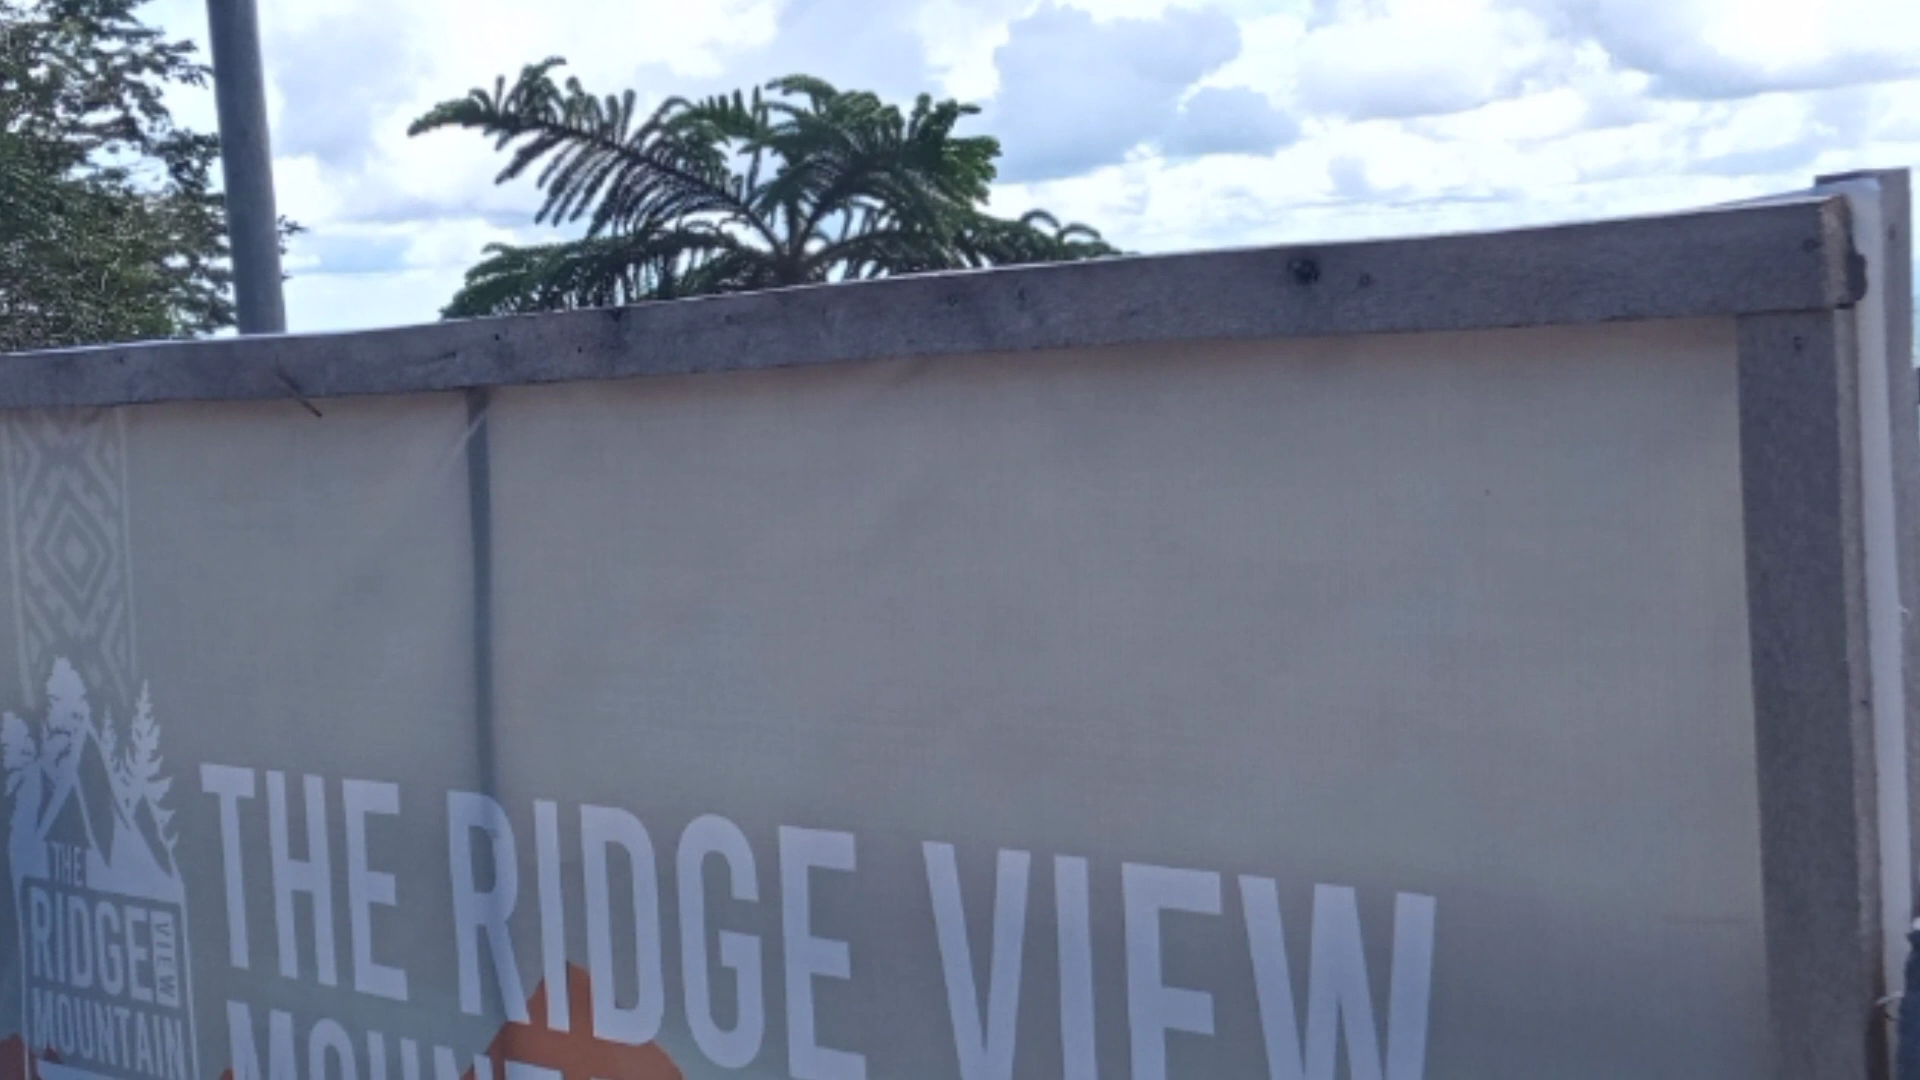 THE
RIDGE
VIEW
MOUNTAIN
THE RIDGE VIEW